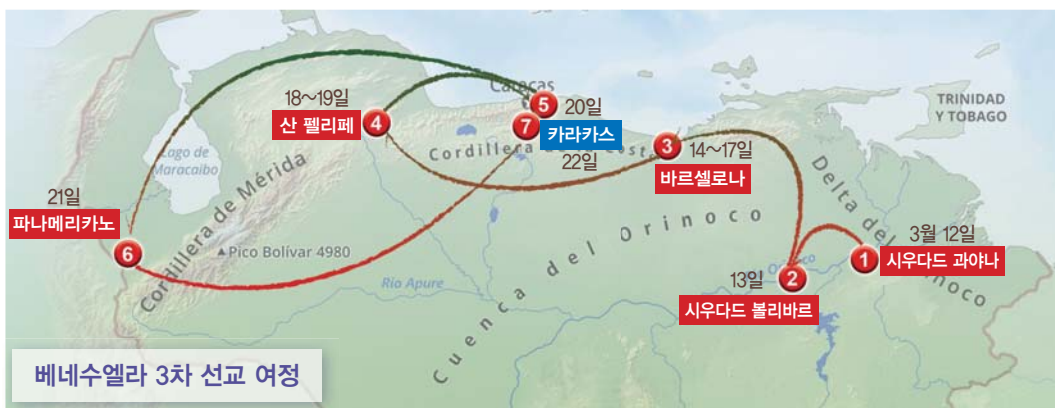 Caracas
18~19일
산 펠리페
4
5
20일
7
카라카스
22일
Cordillera de la Costa
3
14~17일
바르셀로나
TRINIDAD
Y TOBAGO
Lago de
Maracaibo
Cordillera de Mérida
21일
파나메리카노
6
▲Pico Bolívar 4980
Río Apure
Cuenca del Orinoco
Delta del Orinoco
3월 12일
1
시우다드 과야나
Orinoco
13일
2
시우다드 볼리바르
베네수엘라 3차 선교 여정